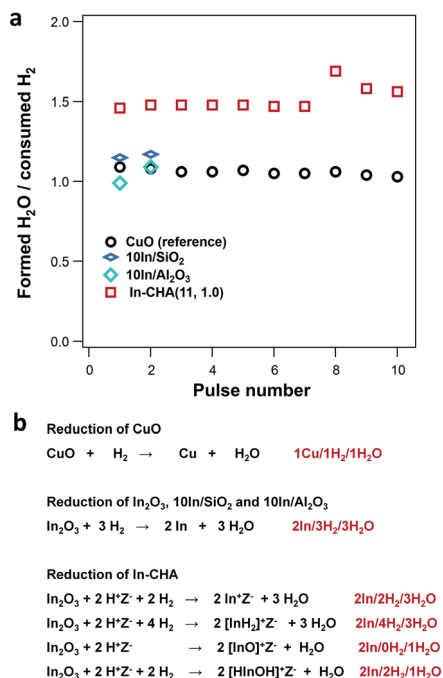 a
2.0
1.5
1.0
0.5
0.0
Formed H₂O / consumed H₂
CuO (reference)
10In/SiO₂
10In/Al₂O₃
In-CHA(11, 1.0)
0 2 4 6 8 10
Pulse number
b
Reduction of CuO
CuO + H₂ → Cu + H₂O 1Cu/1H₂/1H₂O
Reduction of In₂O₃, 10In/SiO₂ and 10In/Al₂O₃
In₂O₃ + 3 H₂ → 2 In + 3 H₂O 2In/3H₂/3H₂O
Reduction of In-CHA
In₂O₃ + 2 H⁺Z⁻ + 2 H₂ → 2 In⁺Z⁻ + 3 H₂O 2In/2H₂/3H₂O
In₂O₃ + 2 H⁺Z⁻ + 4 H₂ → 2 [InH₂]⁺Z⁻ + 3 H₂O 2In/4H₂/3H₂O
In₂O₃ + 2 H⁺Z⁻ → 2 [InO]⁺Z⁻ + H₂O 2In/0H₂/1H₂O
In₂O₃ + 2 H⁺Z⁻ + 2 H₂ → 2 [HInOH]⁺Z⁻ + H₂O 2In/2H₂/1H₂O